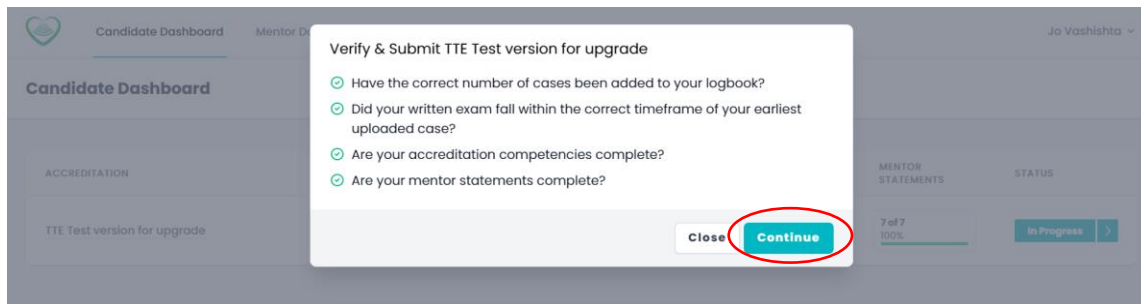 Candidate Dashboard
Mentor D
Jo Vashishta
Candidate Dashboard
Verify & Submit TTE Test version for upgrade
Have the correct number of cases been added to your logbook?
Did your written exam fall within the correct timeframe of your earliest
uploaded case?
Are your accreditation competencies complete?
Are your mentor statements complete?
ACCREDITATION
MENTOR
STATEMENTS
STATUS
TTE Test version for upgrade
7 of 7
100%
In Progress
Close
Continue